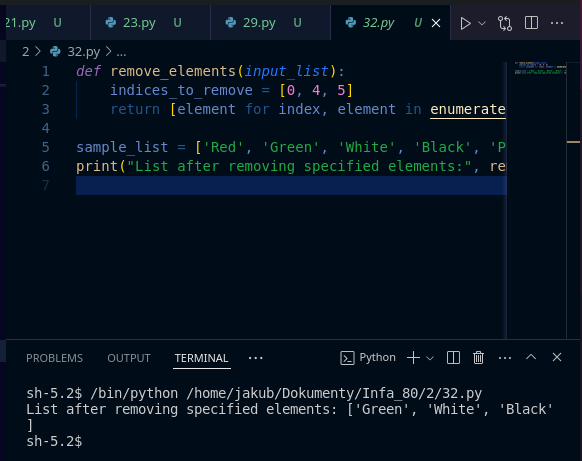 21.py U 23.py U 29.py U 32.py U
2 > 32.py > ...
1 def remove_elements(input_list):
2 indices_to_remove = [0, 4, 5]
3 return [element for index, element in enumerate
4
5 sample_list = ['Red', 'Green', 'White', 'Black', 'P
6 print("List after removing specified elements:", re
7
PROBLEMS OUTPUT TERMINAL ... Python
sh-5.2$ /bin/python /home/jakub/Dokumenty/Infa_80/2/32.py
List after removing specified elements: ['Green', 'White', 'Black'
]
sh-5.2$